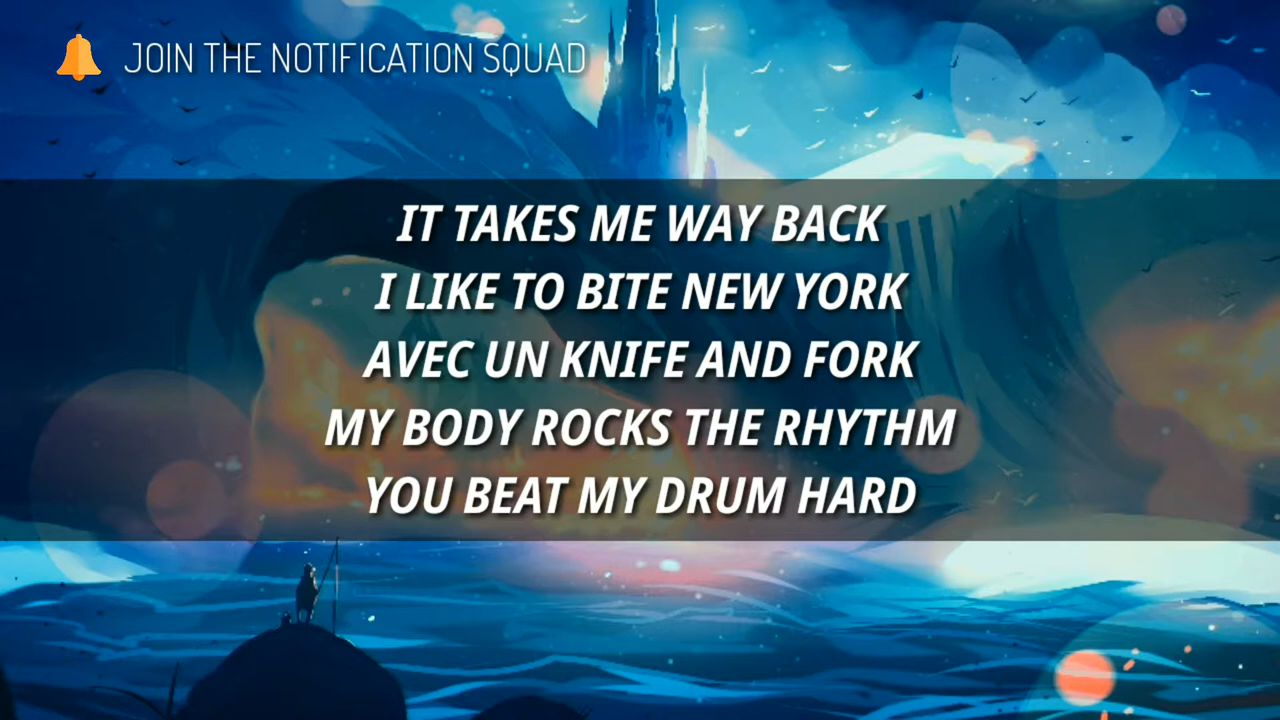 JOIN THE NOTIFICATION SQUAD
IT TAKES ME WAY BACK
I LIKE TO BITE NEW YORK
AVEC UN KNIFE AND FORK
MY BODY ROCKS THE RHYTHM
YOU BEAT MY DRUM HARD